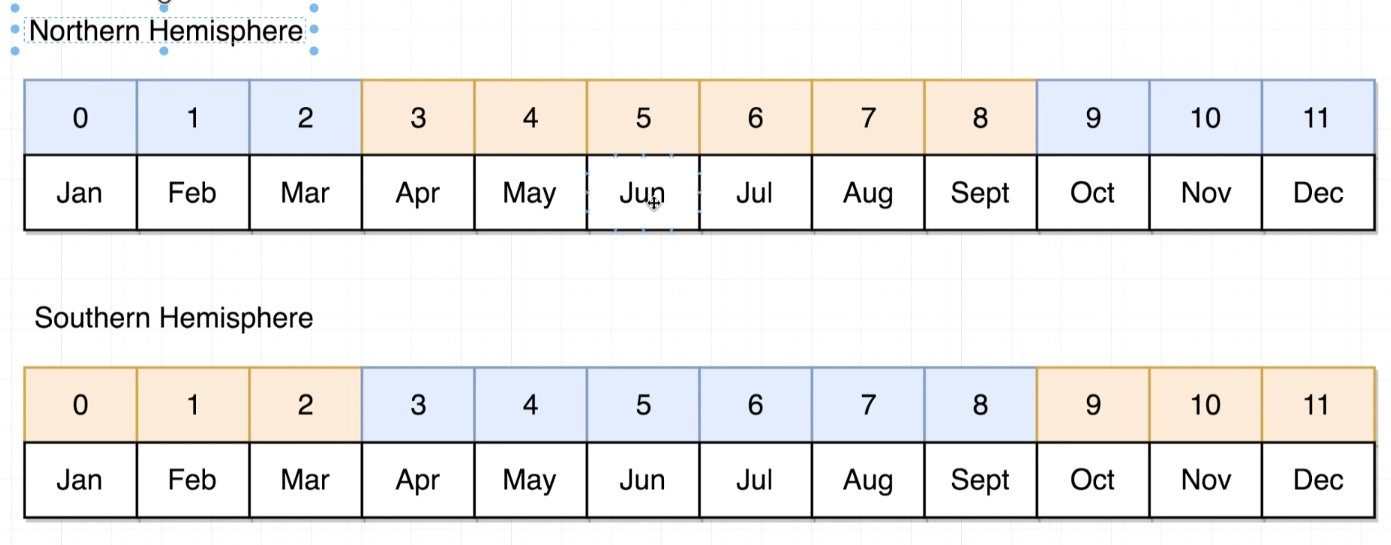 Northern Hemisphere
0 1 2 3 4 5 6 7 8 9 10 11
Jan Feb Mar Apr May Jun Jul Aug Sept Oct Nov Dec
Southern Hemisphere
0 1 2 3 4 5 6 7 8 9 10 11
Jan Feb Mar Apr May Jun Jul Aug Sept Oct Nov Dec